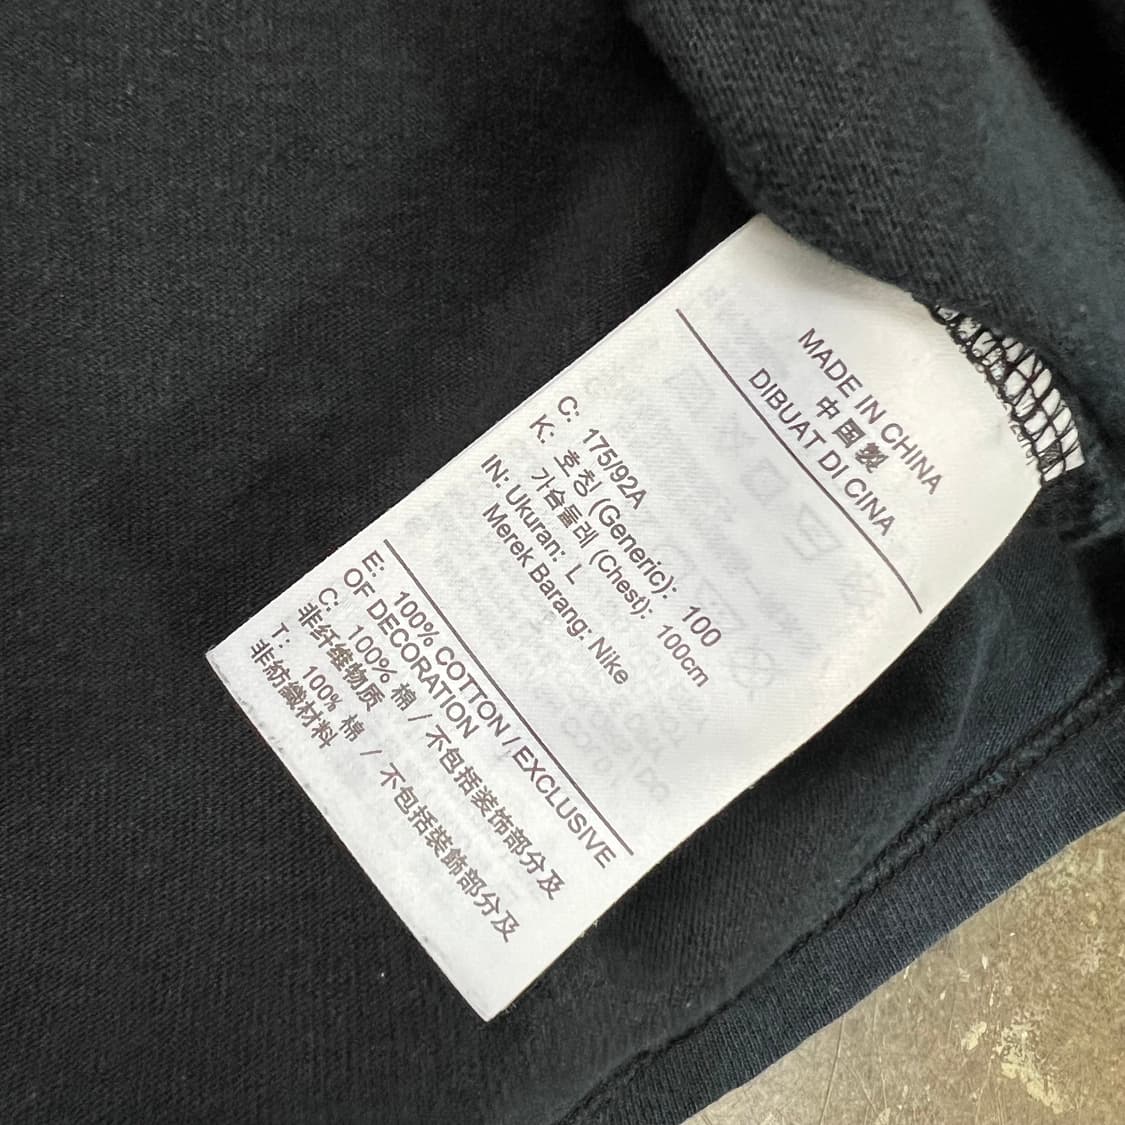 MADE IN CHINA
中国製
DIBUAT DI CINA
C: 175/92A
K: 호칭 (Generic): 100
가슴둘레 (Chest): 100cm
IN: Ukuran: L
Merek Barang: Nike
E: 100% COTTON / EXCLUSIVE
OF DECORATION
C: 100% 棉 / 不包括装饰部分及
非纤维物质
T: 100% 棉 / 不包括裝飾部分及
非紡織材料